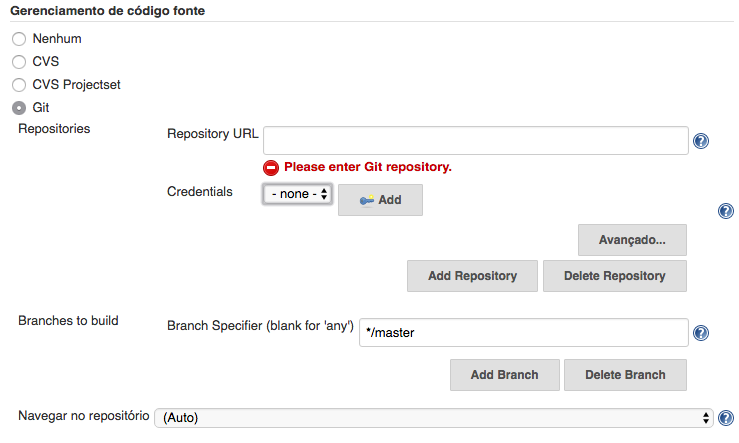 Gerenciamento de código fonte
Nenhum
CVS
CVS Projectset
Git
Repositories
Repository URL
Please enter Git repository.
Credentials
- none -
Add
Avançado...
Add Repository
Delete Repository
Branches to build
Branch Specifier (blank for 'any')
*/master
Add Branch
Delete Branch
Navegar no repositório
(Auto)